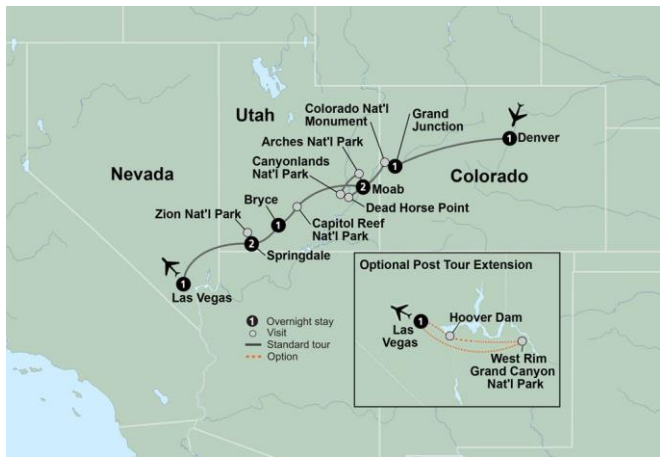 Utah
Nevada
Colorado
Colorado Nat'l
Monument
Grand
Junction
1
Denver
1
Arches Nat'l Park
Canyonlands
Nat'l Park
2
Moab
Dead Horse Point
Bryce
1
Capitol Reef
Nat'l Park
Zion Nat'l Park
2
Springdale
1
Las Vegas
1 Overnight stay
Visit
Standard tour
Option
Optional Post Tour Extension
1
Las
Vegas
Hoover Dam
West Rim
Grand Canyon
Nat'l Park